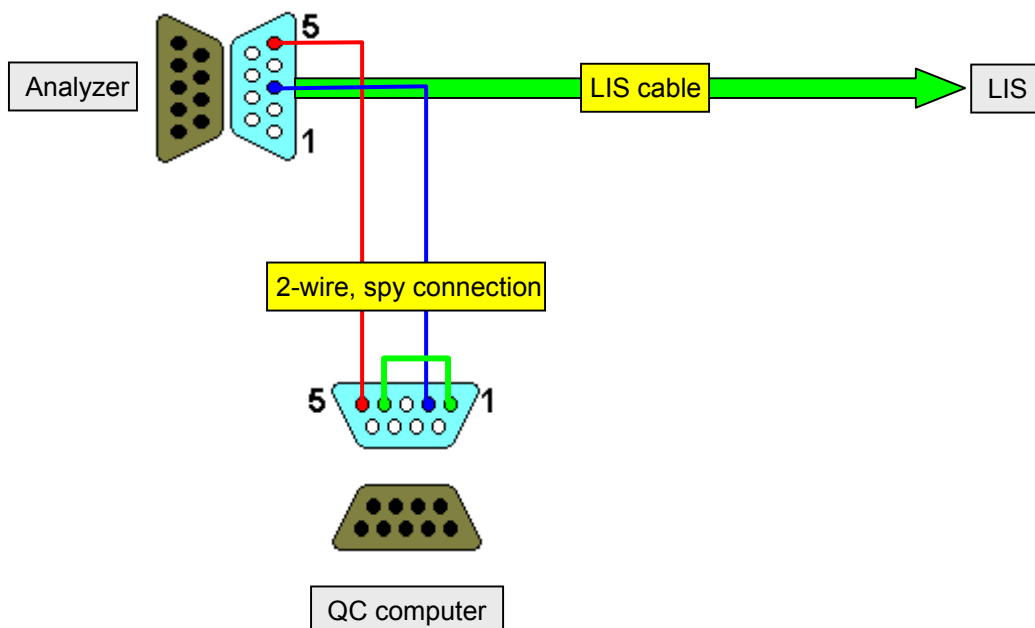 5
Analyzer
LIS cable
LIS
1
2-wire, spy connection
5
1
QC computer